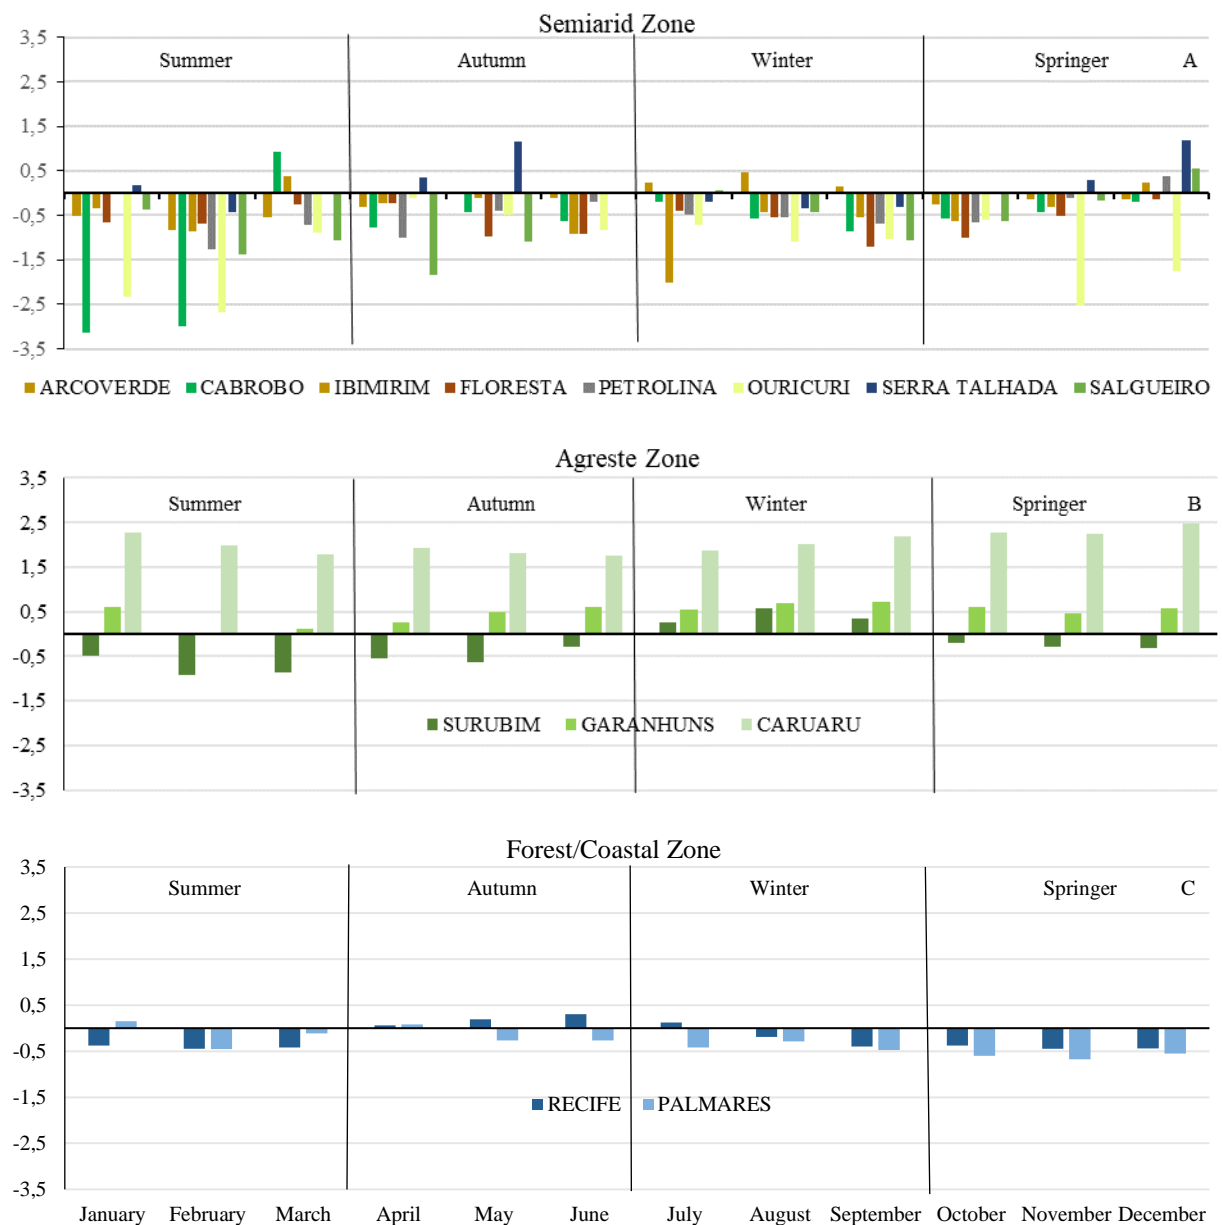 Semiarid Zone
3,5
Summer Autumn Winter Springer A
2,5
1,5
0,5
-0,5
-1,5
-2,5
-3,5
ARCOVERDE CABROBO IBIMIRIM FLORESTA PETROLINA OURICURI SERRA TALHADA SALGUEIRO
Agreste Zone
3,5
Summer Autumn Winter Springer B
2,5
1,5
0,5
-0,5
-1,5
SURUBIM GARANHUNS CARUARU
-2,5
-3,5
Forest/Coastal Zone
3,5
Summer Autumn Winter Springer C
2,5
1,5
0,5
-0,5
RECIFE PALMARES
-1,5
-2,5
-3,5
January February March April May June July August September October November December